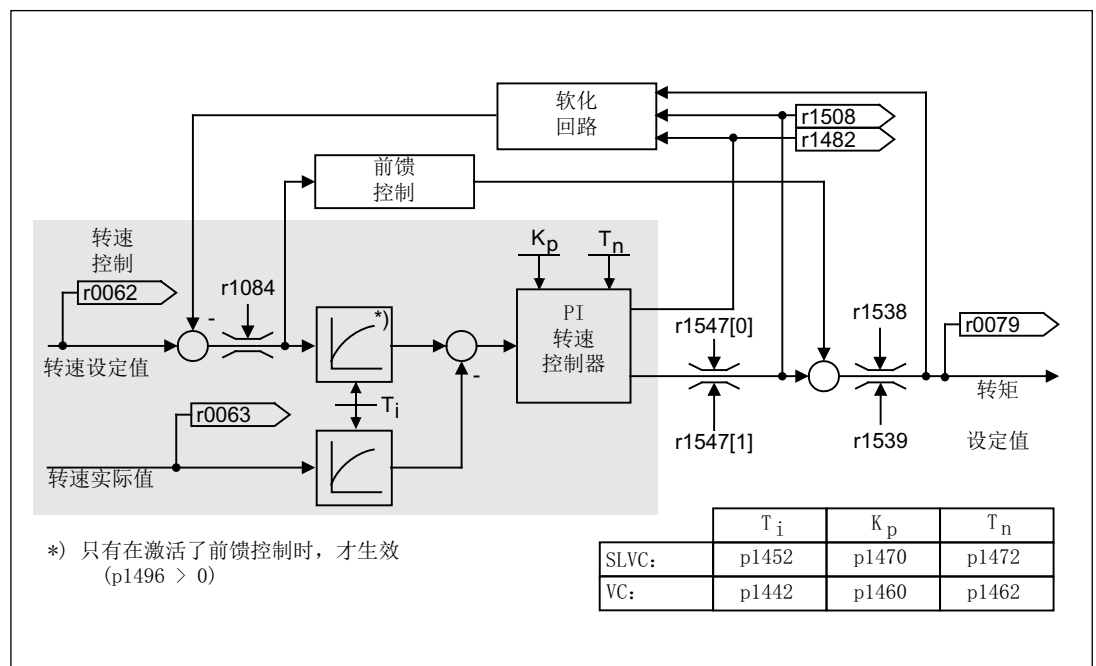 软化
回路
r1508
r1482
前馈
控制
转速
控制
r0062
r1084
-
*)
Kp
Tn
PI
转速
控制器
r1547[0]
r1538
r0079
转速设定值
-
转矩
r0063
Ti
r1547[1]
r1539
设定值
转速实际值
*) 只有在激活了前馈控制时，才生效
(p1496 > 0)
Ti Kp Tn
SLVC: p1452 p1470 p1472
VC: p1442 p1460 p1462